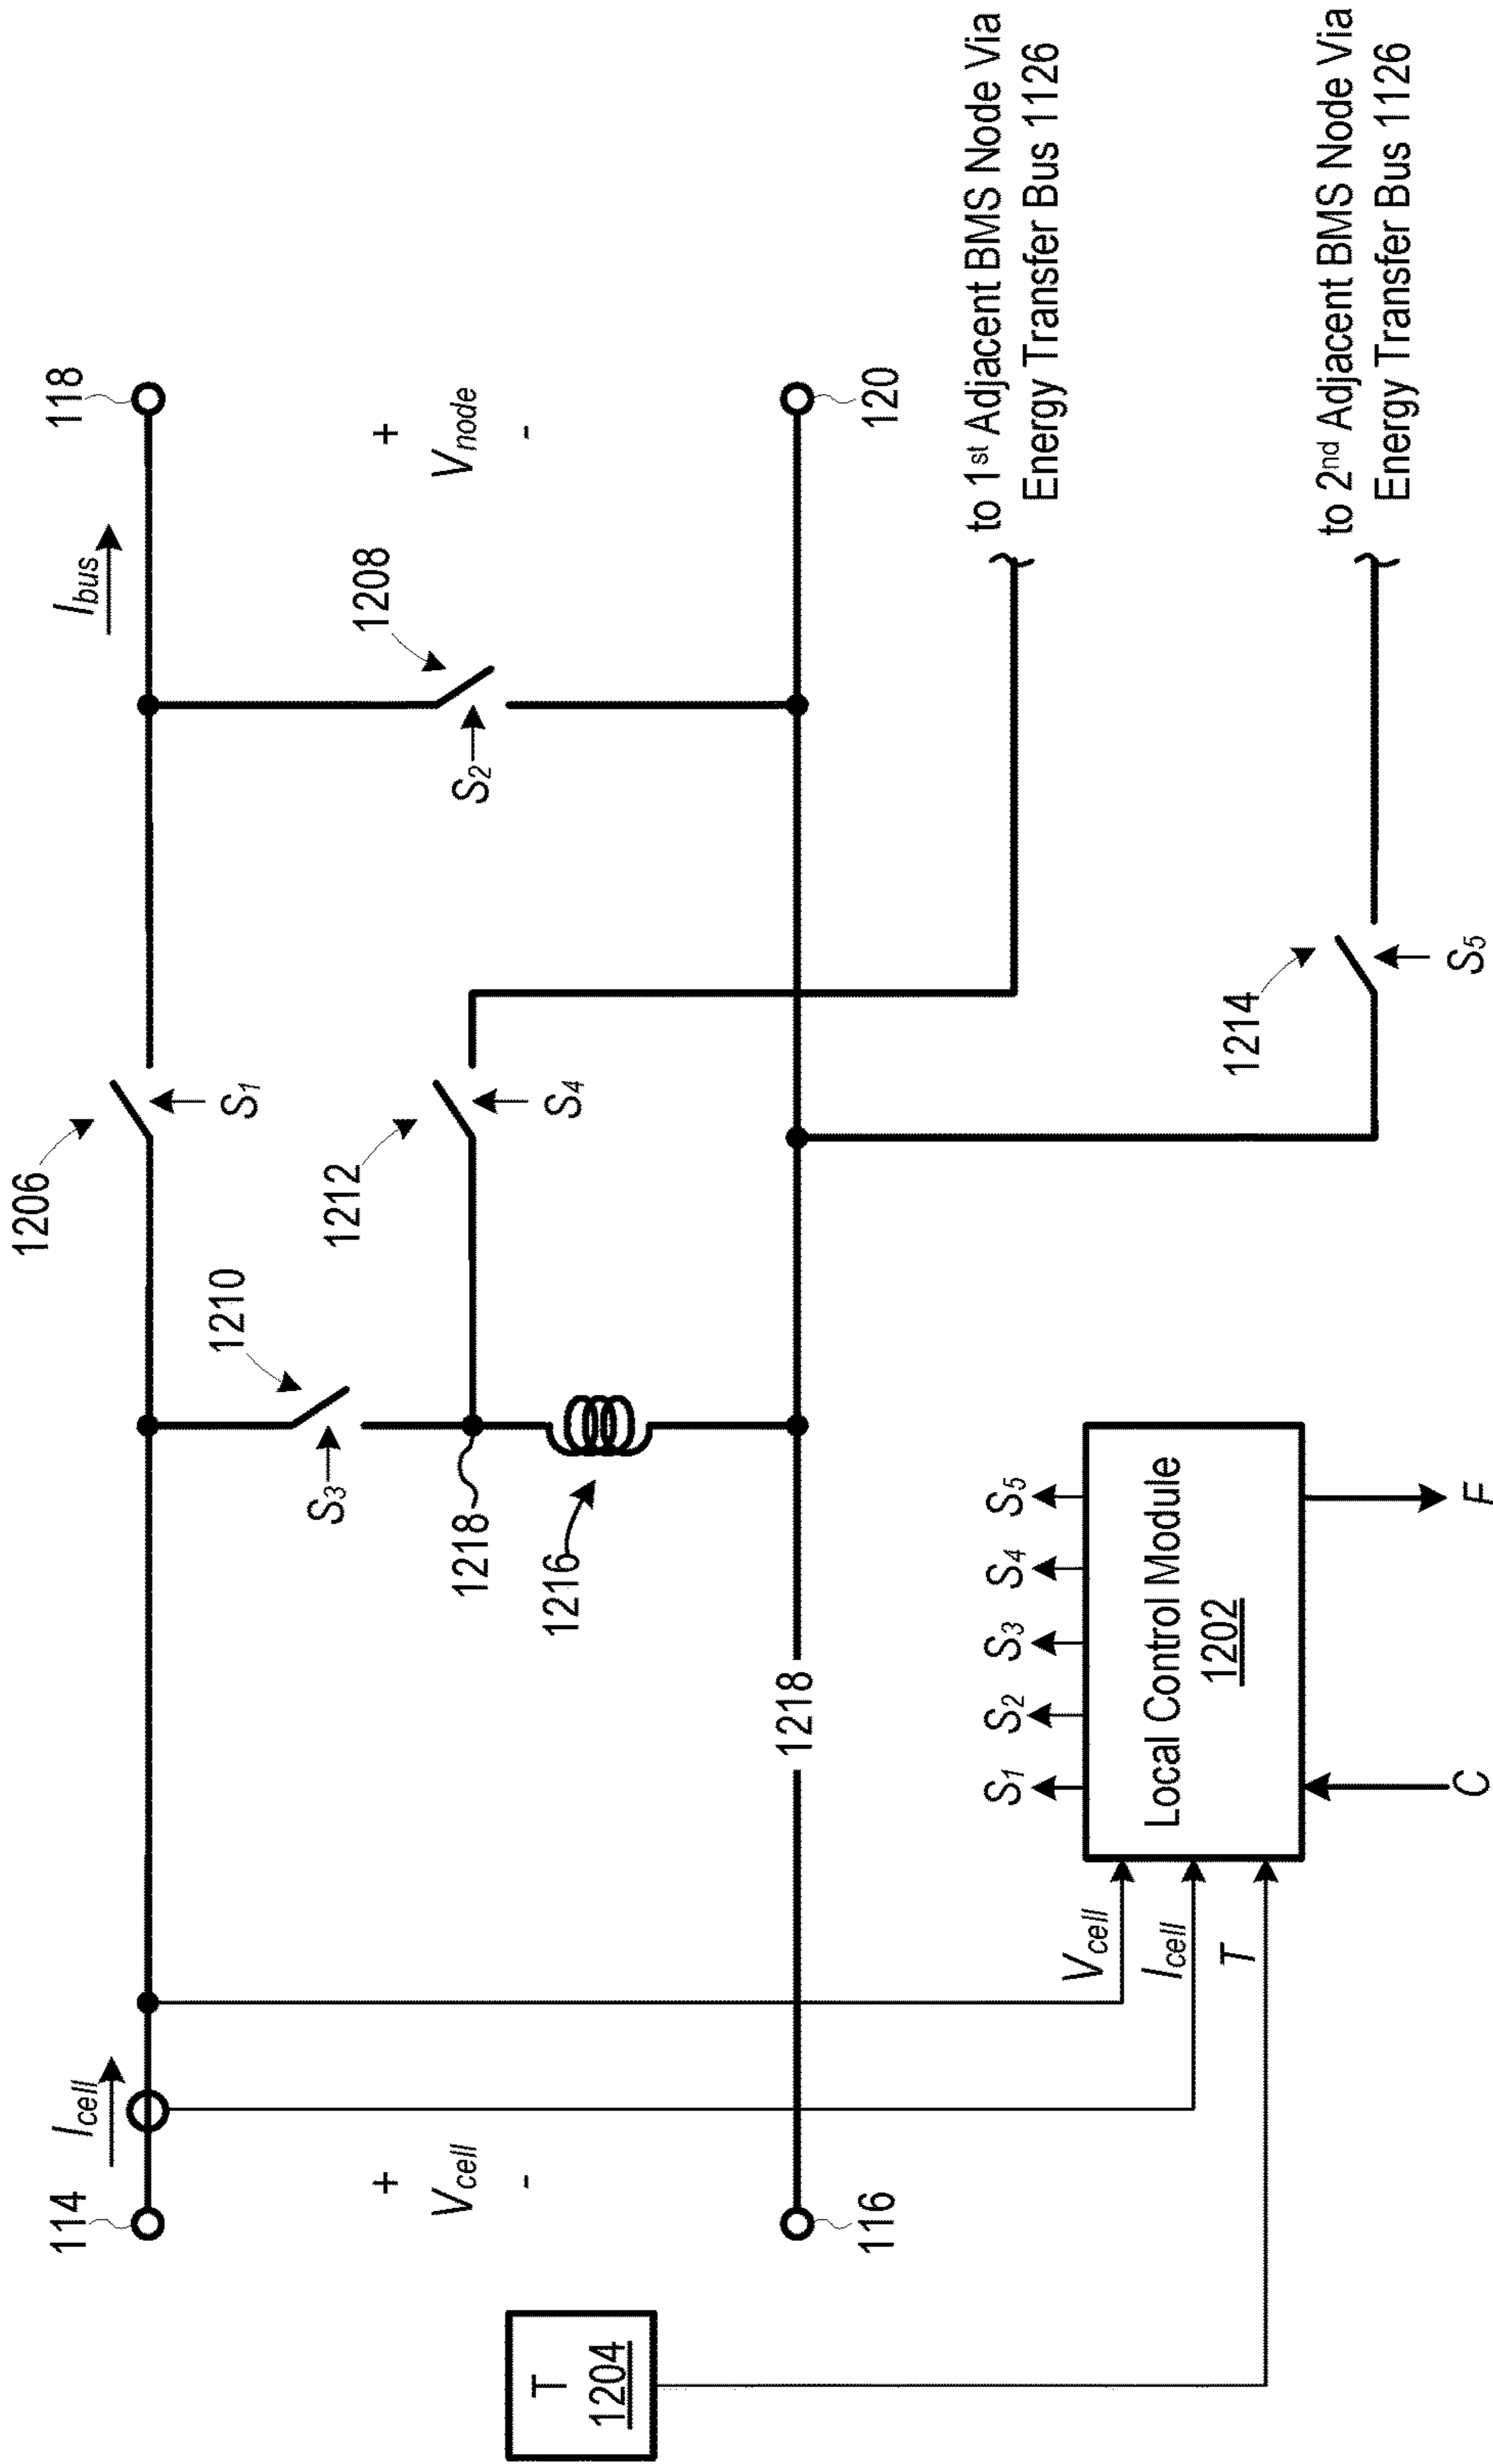 114
I_cell
I_bus
118
1206
S1
1210
S3
1212
S4
1208
S2
+
V_cell
-
+
V_node
-
T
1204
1218
1216
1218
116
120
to 1st Adjacent BMS Node Via
Energy Transfer Bus 1126
to 2nd Adjacent BMS Node Via
Energy Transfer Bus 1126
1214
S5
S1
S2
S3
S4
S5
V_cell
I_cell
T
Local Control Module
1202
C
F